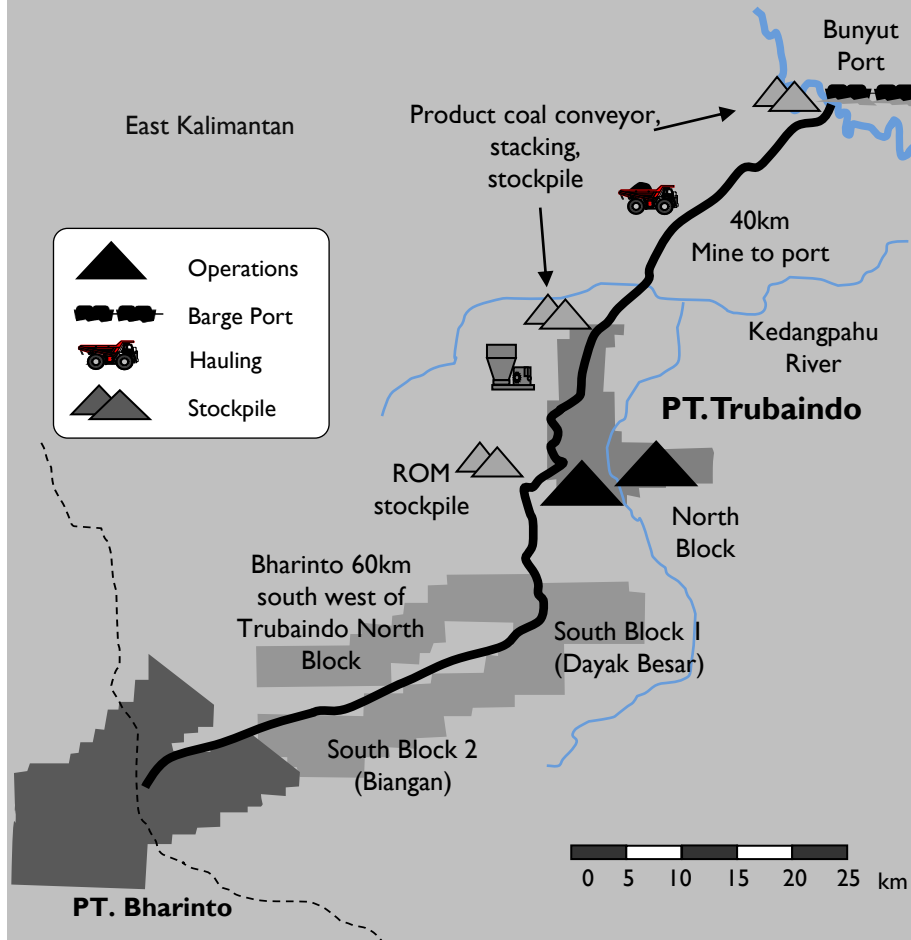 Bunyut
Port
Product coal conveyor,
stacking,
stockpile
East Kalimantan
40km
Mine to port
Operations
Barge Port
Hauling
Stockpile
Kedangpahu
River
PT. Trubaindo
ROM
stockpile
North
Block
Bharinto 60km
south west of
Trubaindo North
Block
South Block 1
(Dayak Besar)
South Block 2
(Biangan)
PT. Bharinto
0 5 10 15 20 25 km